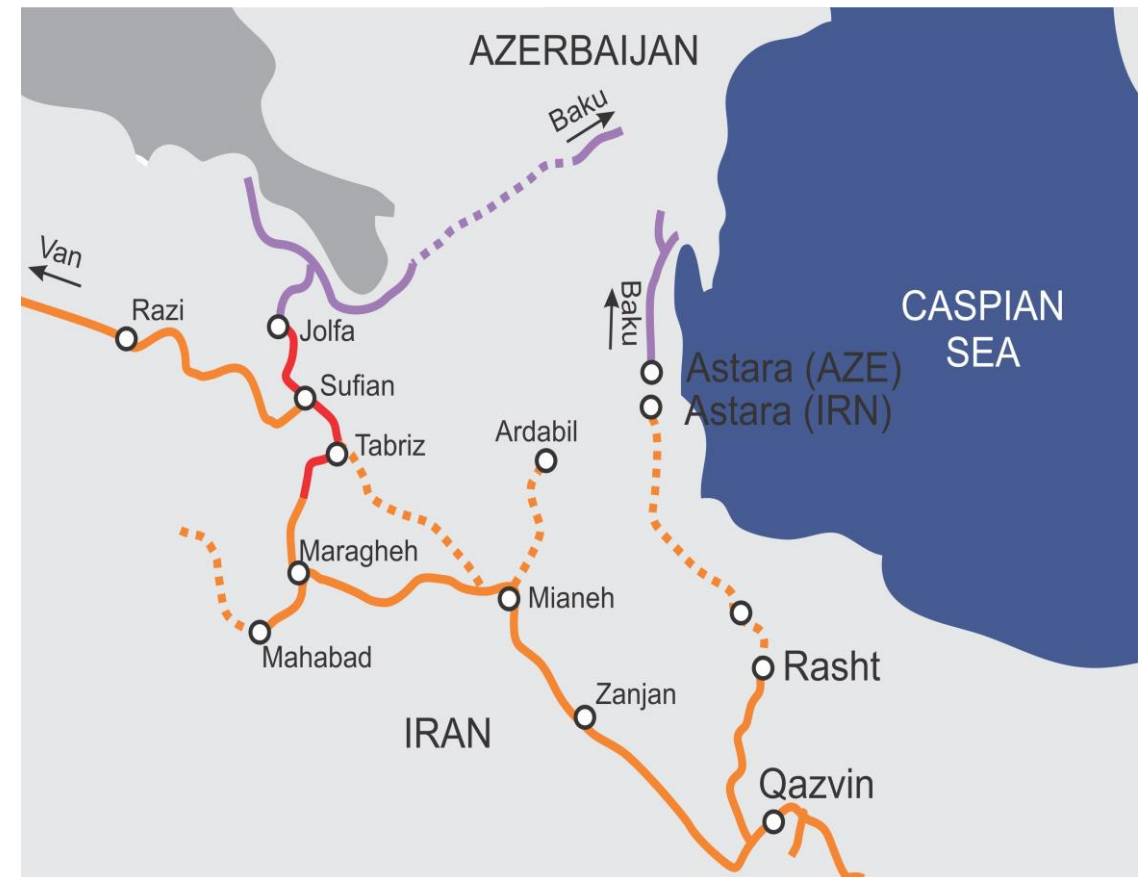 AZERBAIJAN
Baku
Van
Razi
Jolfa
Baku
CASPIAN
SEA
Astara (AZE)
Sufian
Astara (IRN)
Ardabil
Tabriz
Maragheh
Mianeh
Mahabad
Rasht
Zanjan
IRAN
Qazvin